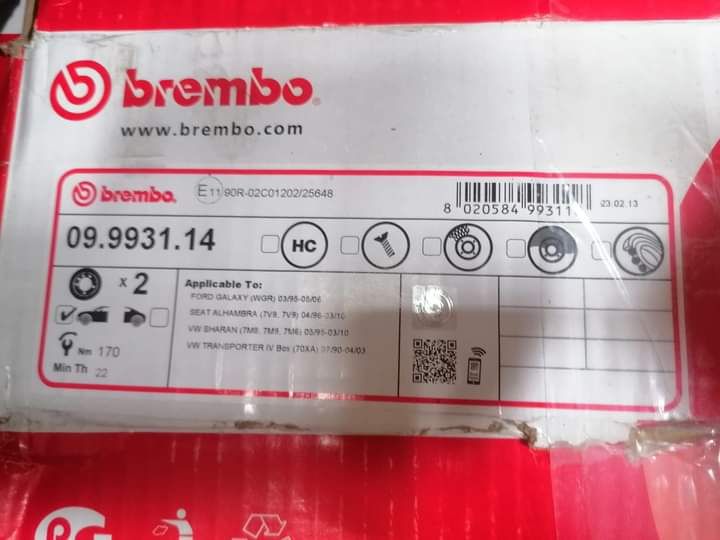 brembo®
www.brembo.com
brembo. E11 90R-02C01202/25648
8 020584 99311
23 02 13
09.9931.14
HC
x 2
Applicable To:
FORD GALAXY (WGR) 03/95-05/06
SEAT ALHAMBRA (7V8, 7V9) 04/96-03/10
VW SHARAN (7M8, 7M9, 7M6) 03/95-03/10
VW TRANSPORTER IV Box (70XA) 07/90-04/03
Nm 170
Min Th 22